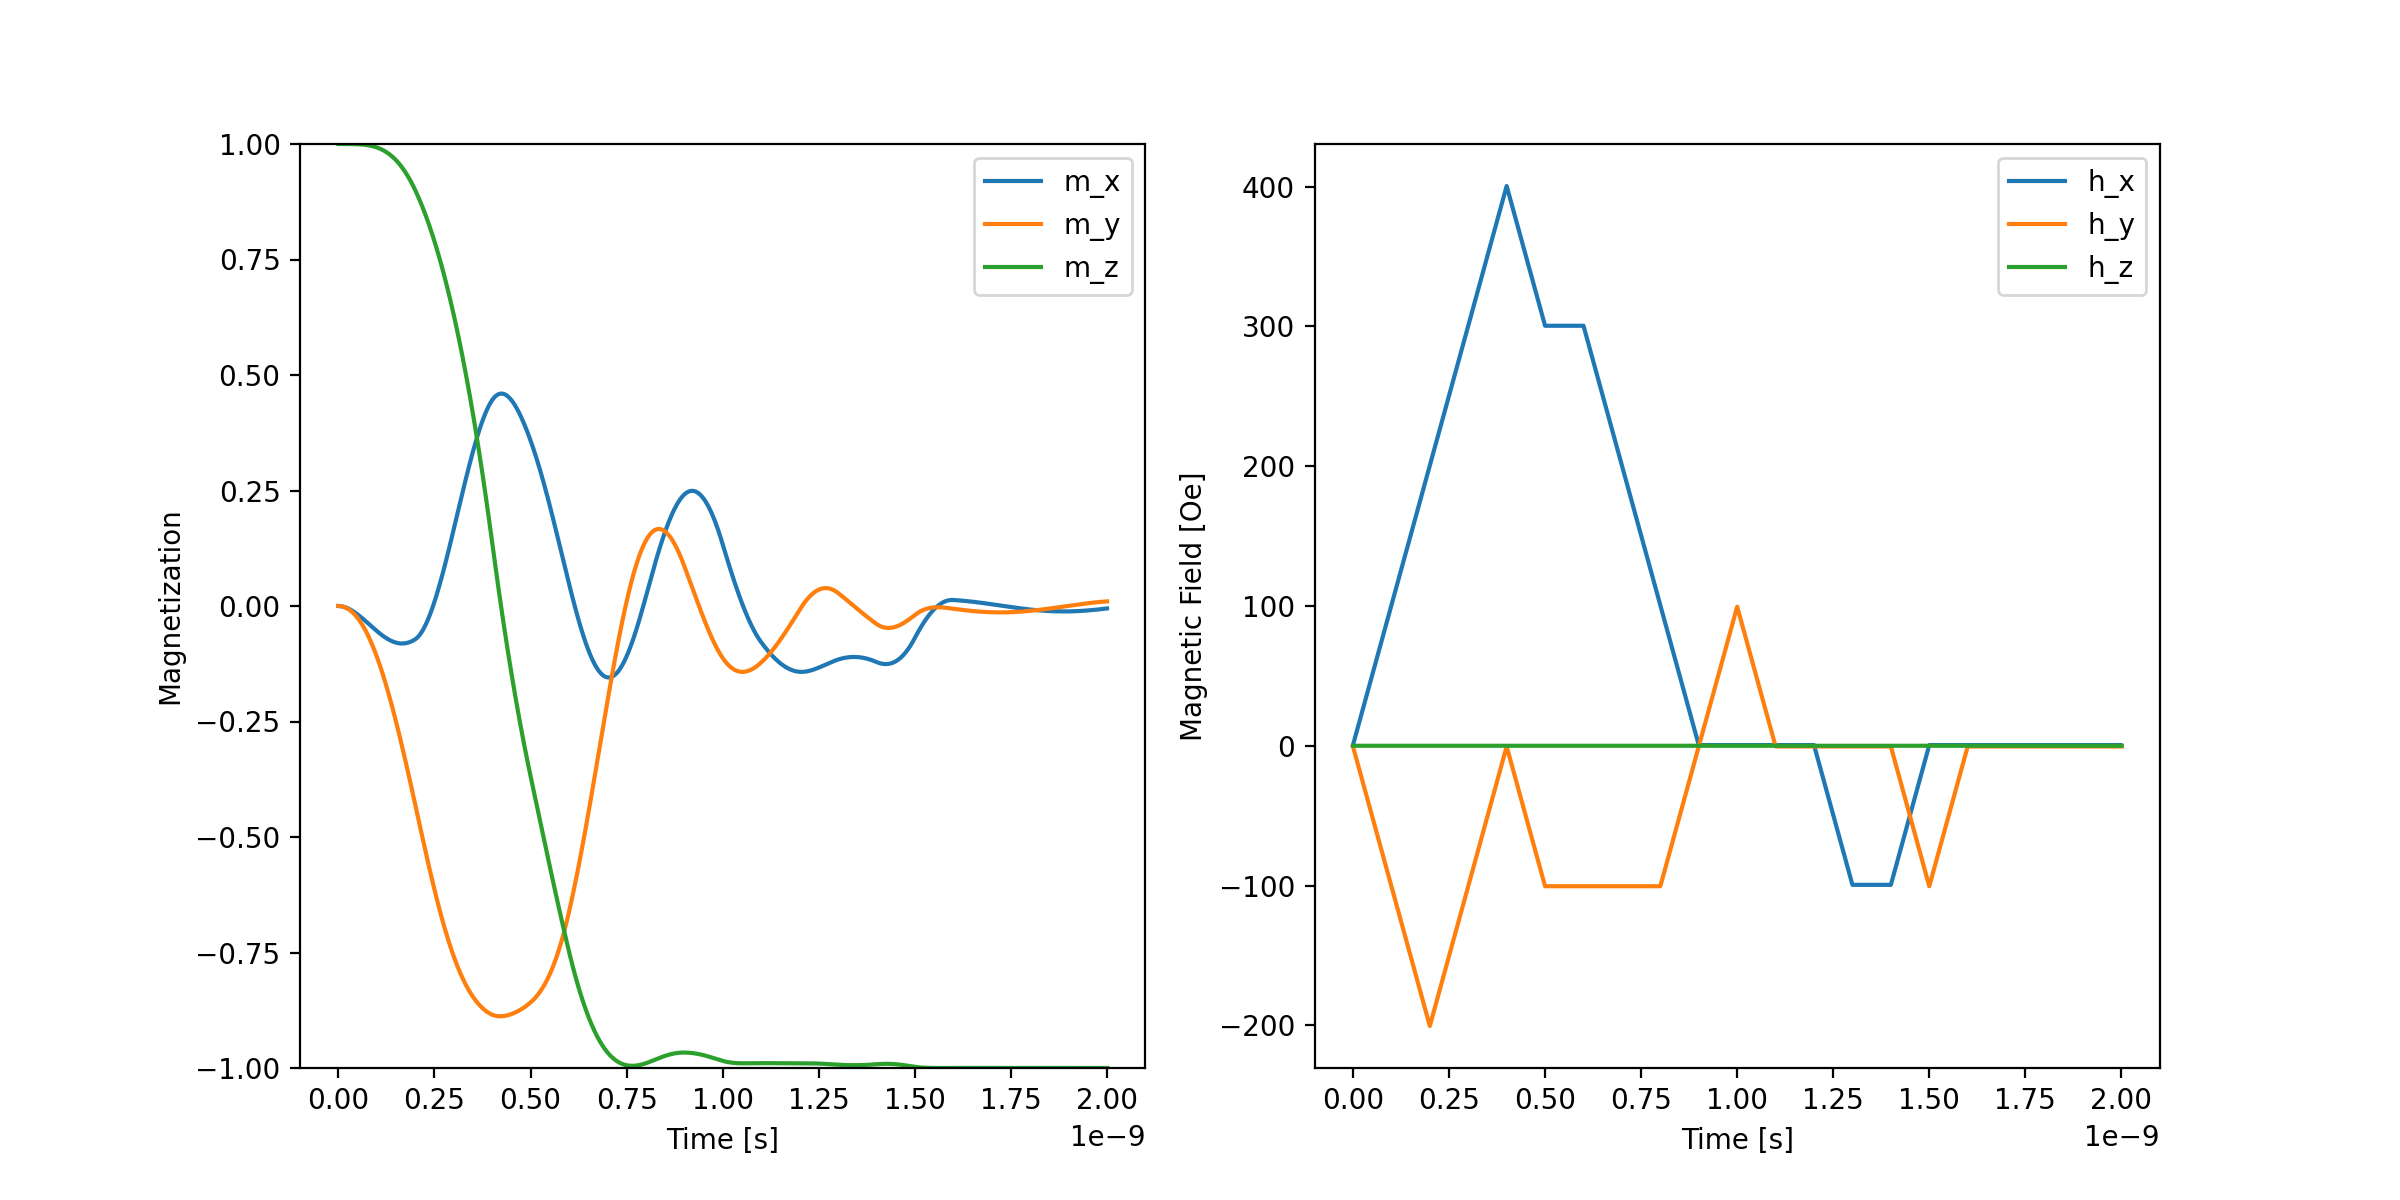 1.00
0.75
0.50
0.25
0.00
−0.25
−0.50
−0.75
−1.00
Magnetization
m_x
m_y
m_z
0.00 0.25 0.50 0.75 1.00 1.25 1.50 1.75 2.00
Time [s]
1e−9
400
300
200
100
0
−100
−200
Magnetic Field [Oe]
h_x
h_y
h_z
0.00 0.25 0.50 0.75 1.00 1.25 1.50 1.75 2.00
Time [s]
1e−9